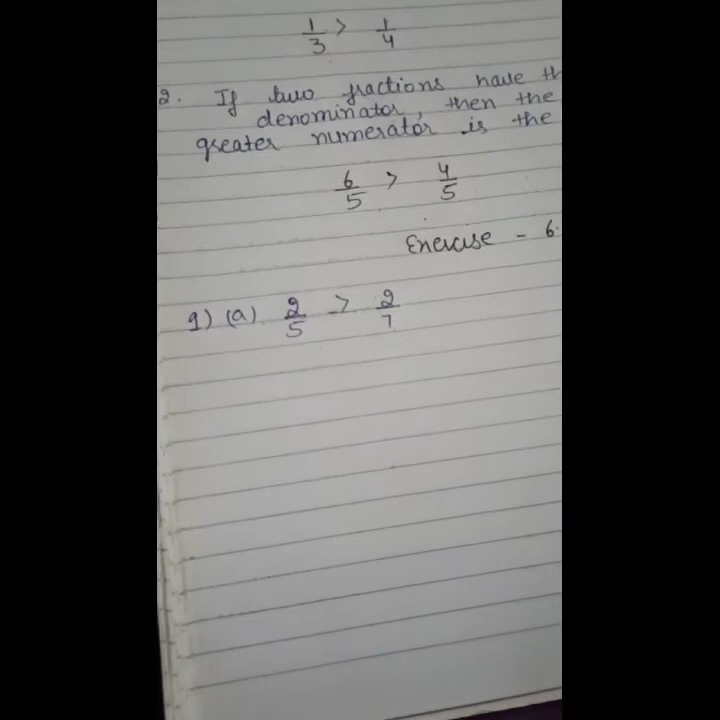 1/3 > 1/4
2. If two fractions have th
denominator, then the
greater numerator is the
6/5 > 4/5
Exercise - 6.
1) (a) 2/5 > 2/7